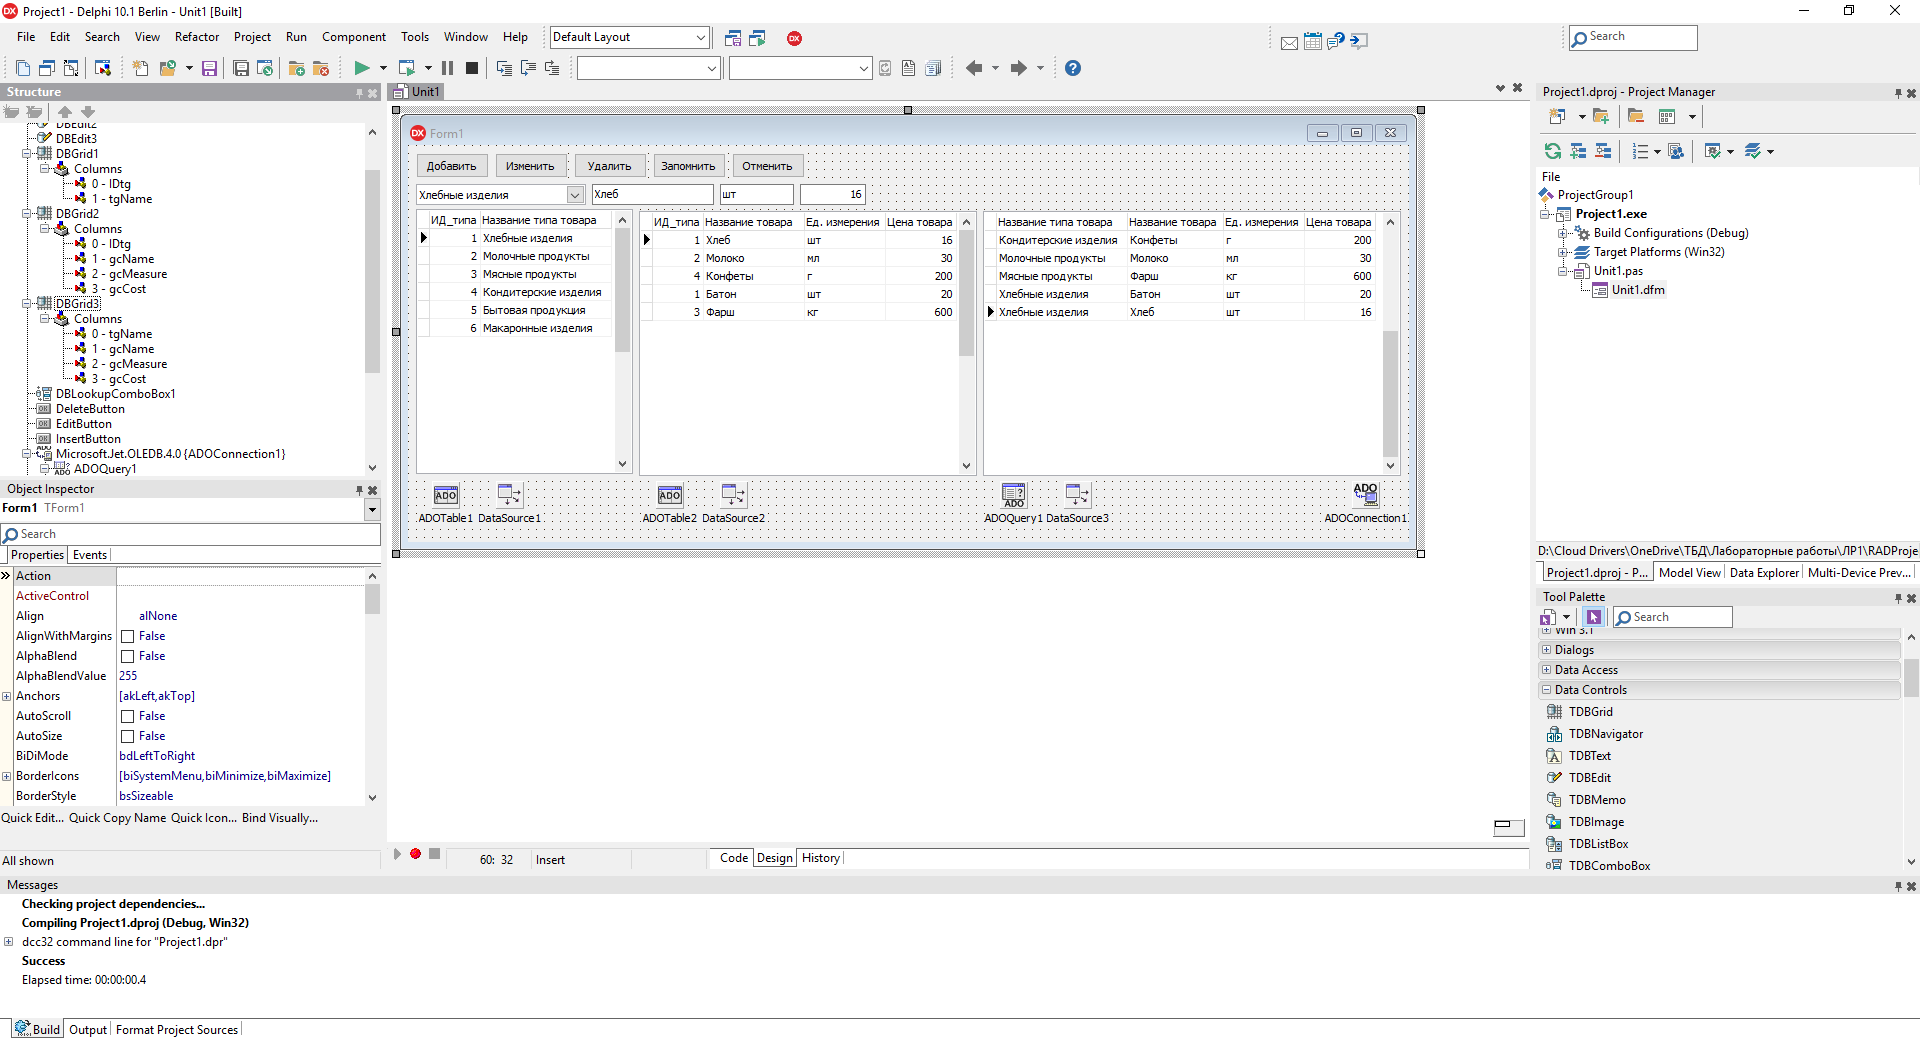 Project1 - Delphi 10.1 Berlin - Unit1 [Built]
File Edit Search View Refactor Project Run Component Tools Window Help
Default Layout
Search
Structure
DBEdit2
DBEdit3
DBGrid1
Columns
0 - IDtg
1 - tgName
DBGrid2
Columns
0 - IDtg
1 - gcName
2 - gcMeasure
3 - gcCost
DBGrid3
Columns
0 - tgName
1 - gcName
2 - gcMeasure
3 - gcCost
DBLookupComboBox1
DeleteButton
EditButton
InsertButton
Microsoft.Jet.OLEDB.4.0 {ADOConnection1}
ADOQuery1
Object Inspector
Form1 TForm1
Search
Properties Events
Action
ActiveControl
Align alNone
AlignWithMargins False
AlphaBlend False
AlphaBlendValue 255
Anchors [akLeft,akTop]
AutoScroll False
AutoSize False
BiDiMode bdLeftToRight
BorderIcons [biSystemMenu,biMinimize,biMaximize]
BorderStyle bsSizeable
Quick Edit... Quick Copy Name Quick Icon... Bind Visually...
All shown
Unit1
Form1
Добавить Изменить Удалить Запомнить Отменить
Хлебные изделия Хлеб шт 16
ИД_типа Название типа товара
1 Хлебные изделия
2 Молочные продукты
3 Мясные продукты
4 Кондитерские изделия
5 Бытовая продукция
6 Макаронные изделия
ИД_типа Название товара Ед. измерения Цена товара
1 Хлеб шт 16
2 Молоко мл 30
4 Конфеты г 200
1 Батон шт 20
3 Фарш кг 600
Название типа товара Название товара Ед. измерения Цена товара
Кондитерские изделия Конфеты г 200
Молочные продукты Молоко мл 30
Мясные продукты Фарш кг 600
Хлебные изделия Батон шт 20
Хлебные изделия Хлеб шт 16
ADOTable1 DataSource1 ADOTable2 DataSource2 ADOQuery1 DataSource3 ADOConnection1
60: 32 Insert
Code Design History
Project1.dproj - Project Manager
File
ProjectGroup1
Project1.exe
Build Configurations (Debug)
Target Platforms (Win32)
Unit1.pas
Unit1.dfm
D:\Cloud Drivers\OneDrive\ТБД\Лабораторные работы\ЛР1\RADProje
Project1.dproj - P... Model View Data Explorer Multi-Device Prev...
Tool Palette
Search
Win 3.1
Dialogs
Data Access
Data Controls
TDBGrid
TDBNavigator
TDBText
TDBEdit
TDBMemo
TDBImage
TDBListBox
TDBComboBox
Messages
Checking project dependencies...
Compiling Project1.dproj (Debug, Win32)
dcc32 command line for "Project1.dpr"
Success
Elapsed time: 00:00:00.4
Build Output Format Project Sources